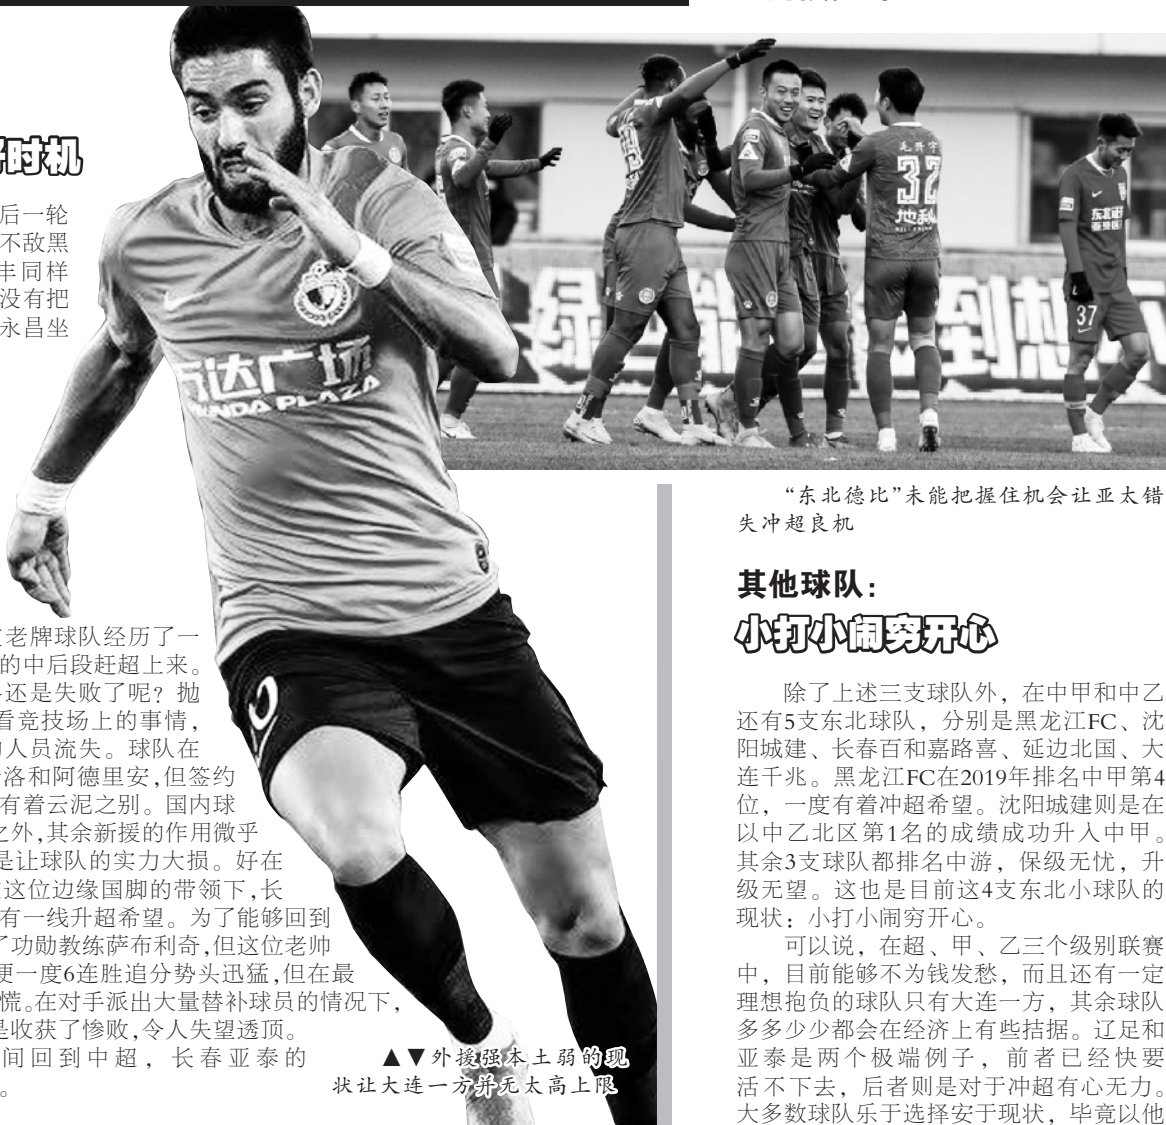 时机
后一轮
不敌黑
丰同样
没有把
永昌坐
老牌球队经历了一
的中后段赶超上来。
还是失败了呢？抛
看竞技场上的事情，
人员流失。球队在
洛和阿德里安，但签约
有着云泥之别。国内球
之外，其余新援的作用微乎
是让球队的实力大损。好在
这位边缘国脚的带领下，长
有一线升超希望。为了能够回到
了功勋教练萨布利奇，但这位老帅
便一度6连胜追分势头迅猛，但在最
慌。在对手派出大量替补球员的情况下，
是收获了惨败，令人失望透顶。
间回到中超，长春亚泰的
。
达广场
WANDA PLAZA
毛开宇
32
地利
东北证券
37
▲▼外援强本土弱的现
状让大连一方并无太高上限
“东北德比”未能把握住机会让亚太错
失冲超良机
其他球队：
小打小闹穷开心
除了上述三支球队外，在中甲和中乙
还有5支东北球队，分别是黑龙江FC、沈
阳城建、长春百和嘉路喜、延边北国、大
连千兆。黑龙江FC在2019年排名中甲第4
位，一度有着冲超希望。沈阳城建则是在
以中乙北区第1名的成绩成功升入中甲。
其余3支球队都排名中游，保级无忧，升
级无望。这也是目前这4支东北小球队的
现状：小打小闹穷开心。
可以说，在超、甲、乙三个级别联赛
中，目前能够不为钱发愁，而且还有一定
理想抱负的球队只有大连一方，其余球队
多多少少都会在经济上有些拮据。辽足和
亚泰是两个极端例子，前者已经快要
活不下去，后者则是对于冲超有心无力。
大多数球队乐于选择安于现状，毕竟以他